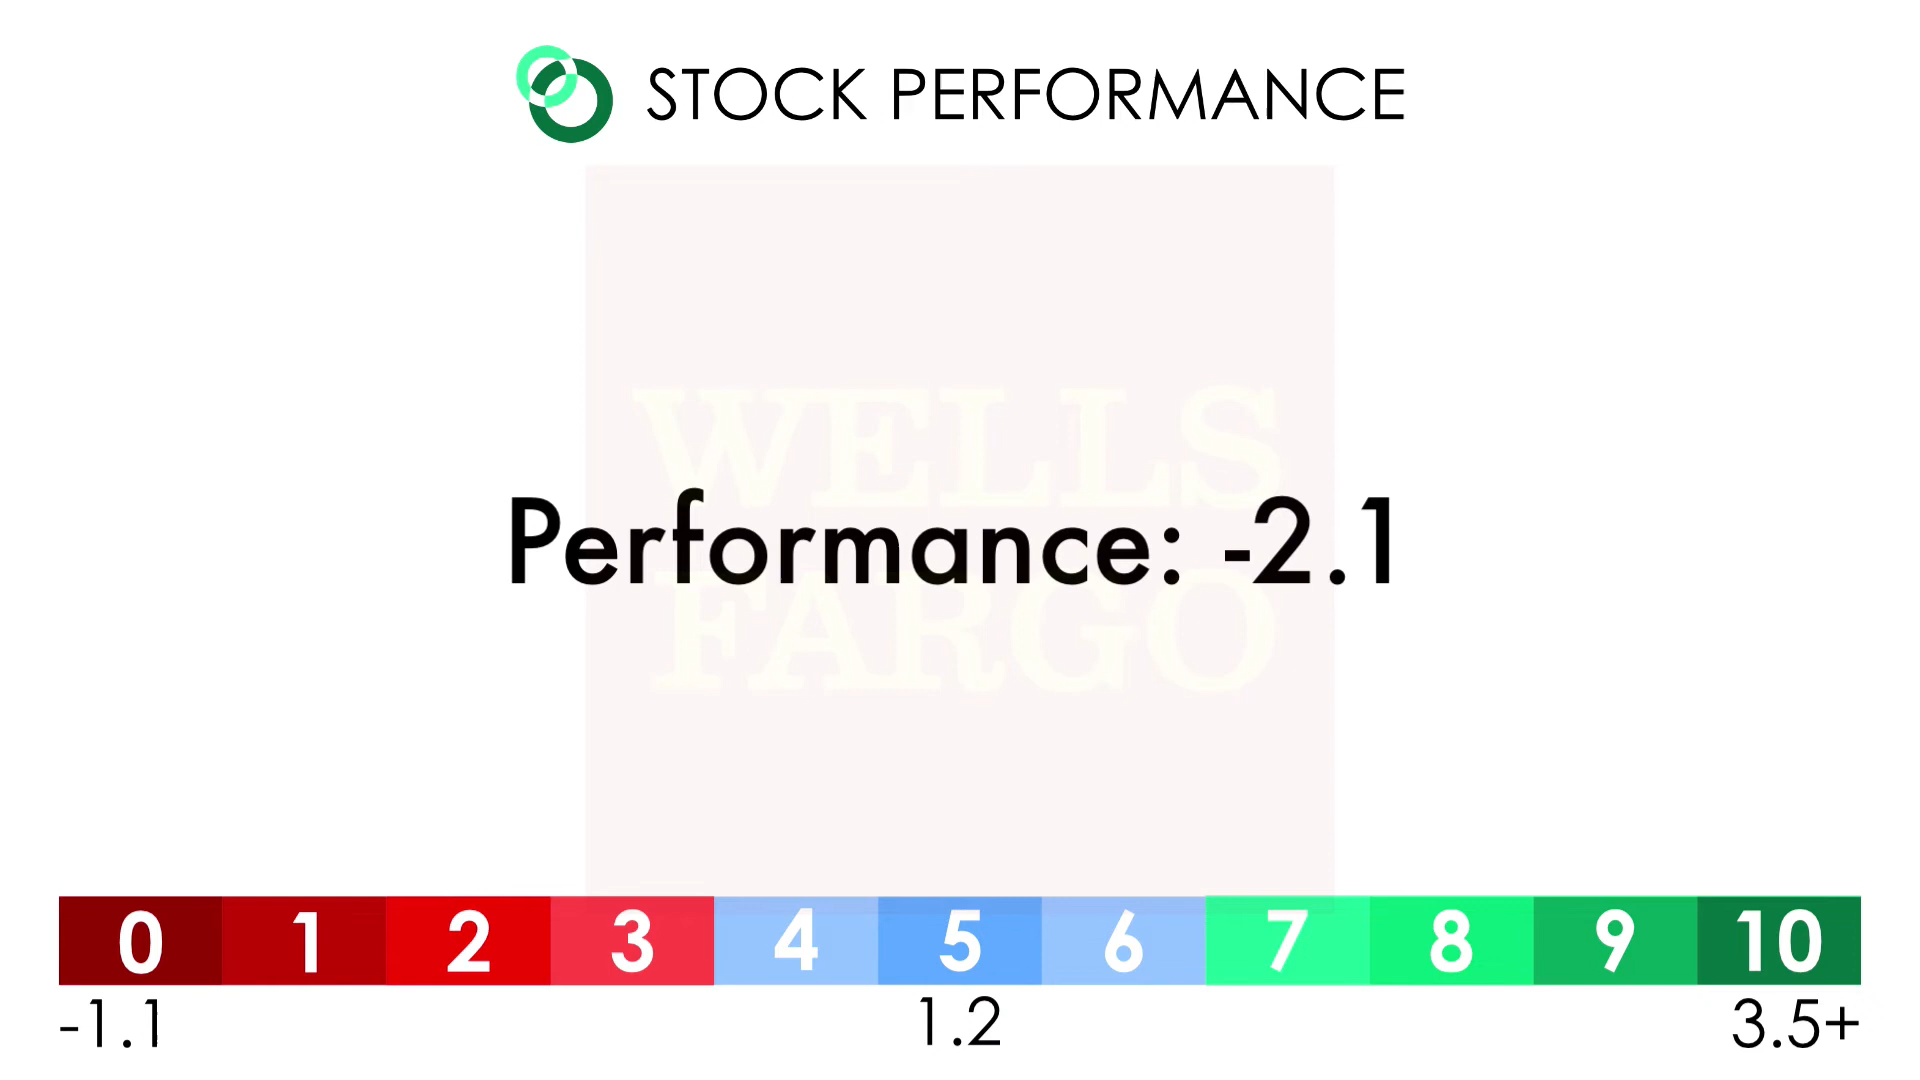 STOCK PERFORMANCE
WELLS
Performance: -2.1
FARGO
0 1 2 3 4 5 6 7 8 9 10
-1.1 1.2 3.5+